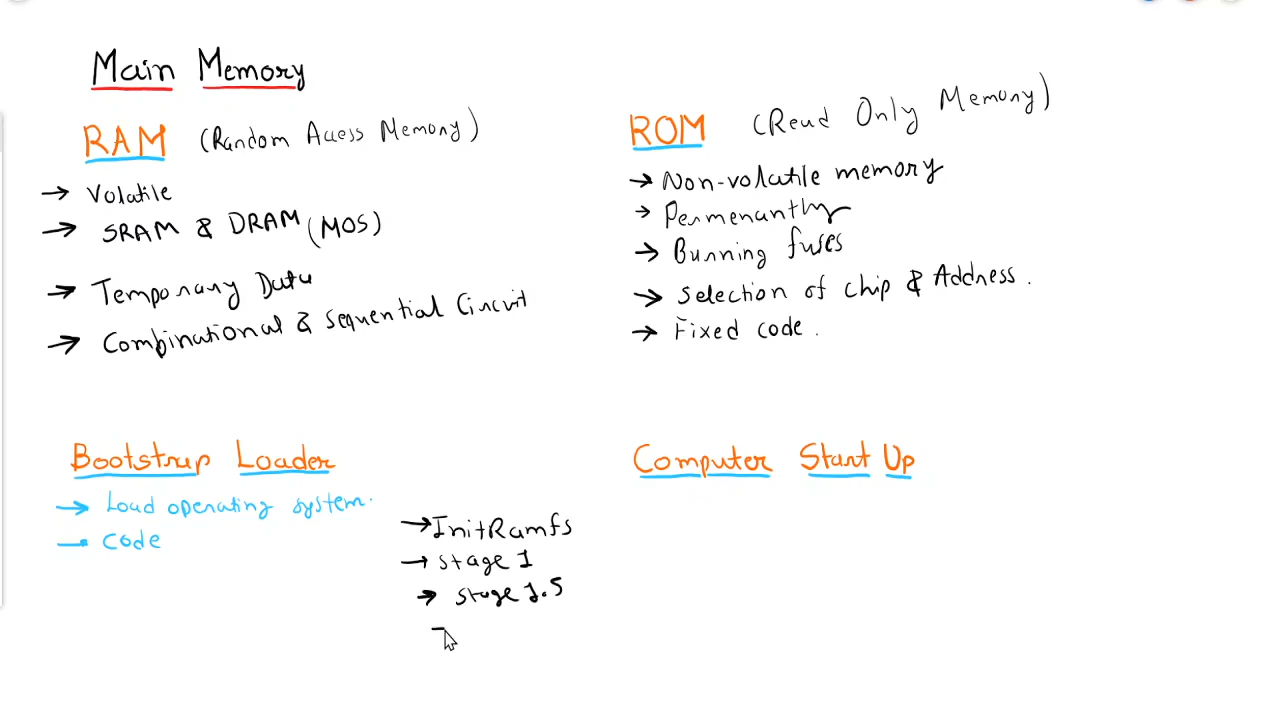 Main Memory
RAM (Random Auess Memory)
→ Volatile
→ SRAM & DRAM (MOS)
→ Temporary Data
→ Combinational & Sequential Circuit
ROM (Read Only Memory)
→ Non-volatile memory
→ Permenantly
→ Burning fuses
→ Selection of chip & Address.
→ Fixed code.
Bootstrap Loader
→ Load operating system.
→ Code
→ InitRamfs
→ stage 1
→ stage 1.5
Computer Start Up